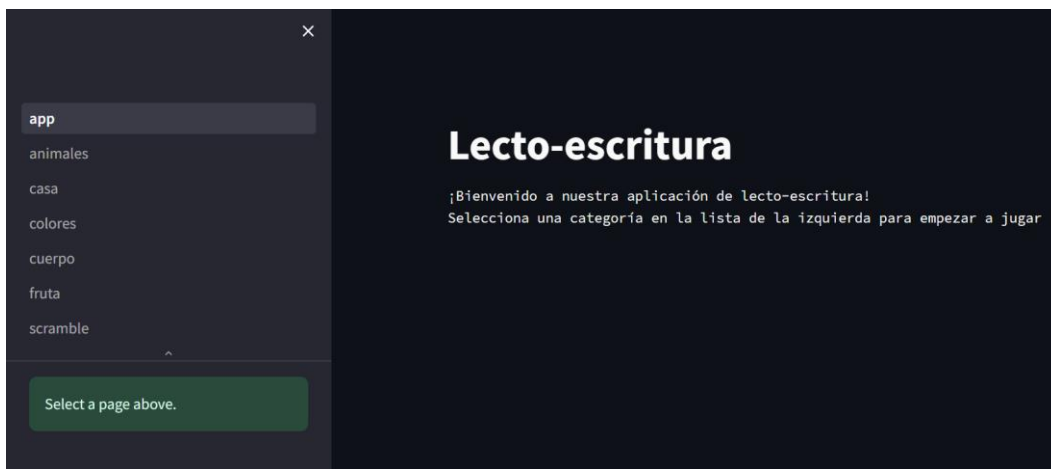 app
animales
casa
colores
cuerpo
fruta
scramble
Select a page above.
Lecto-escritura
¡Bienvenido a nuestra aplicación de lecto-escritura!
Selecciona una categoría en la lista de la izquierda para empezar a jugar